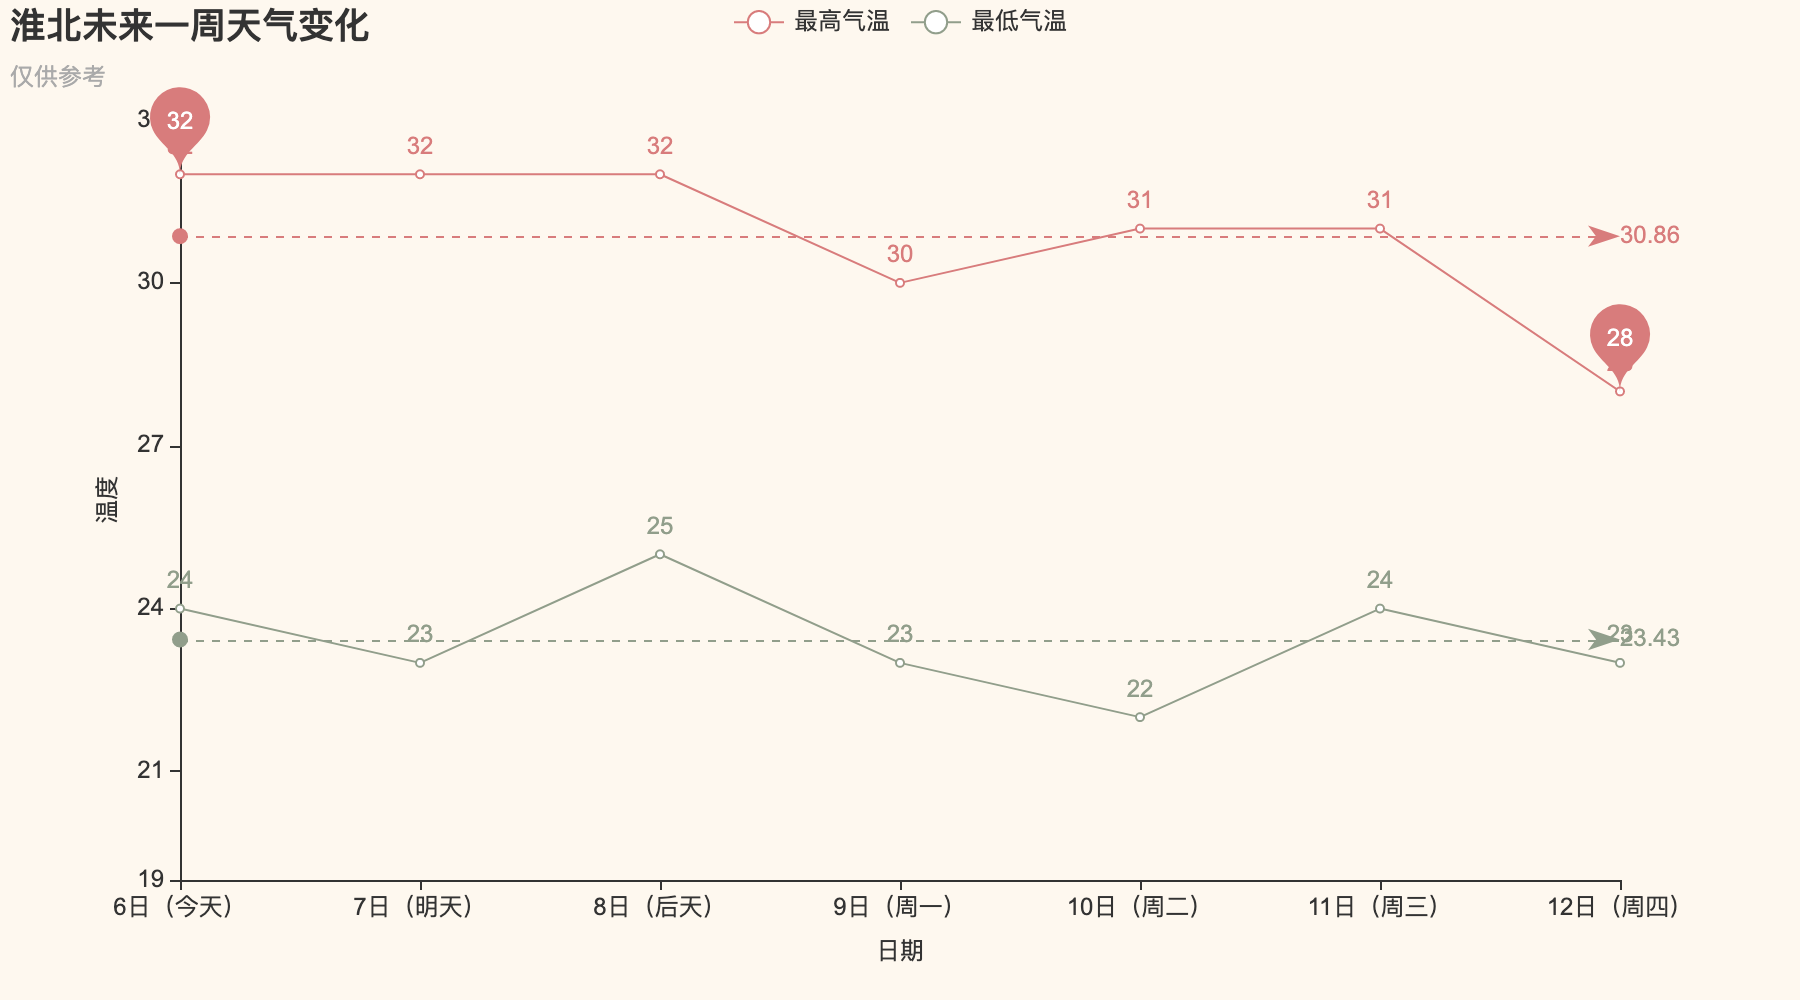 淮北未来一周天气变化
仅供参考
最高气温
最低气温
32
32
32
30
31
31
28
30.86
24
23
25
23
22
24
23
23.43
30
27
24
21
19
温度
6日（今天）
7日（明天）
8日（后天）
9日（周一）
10日（周二）
11日（周三）
12日（周四）
日期